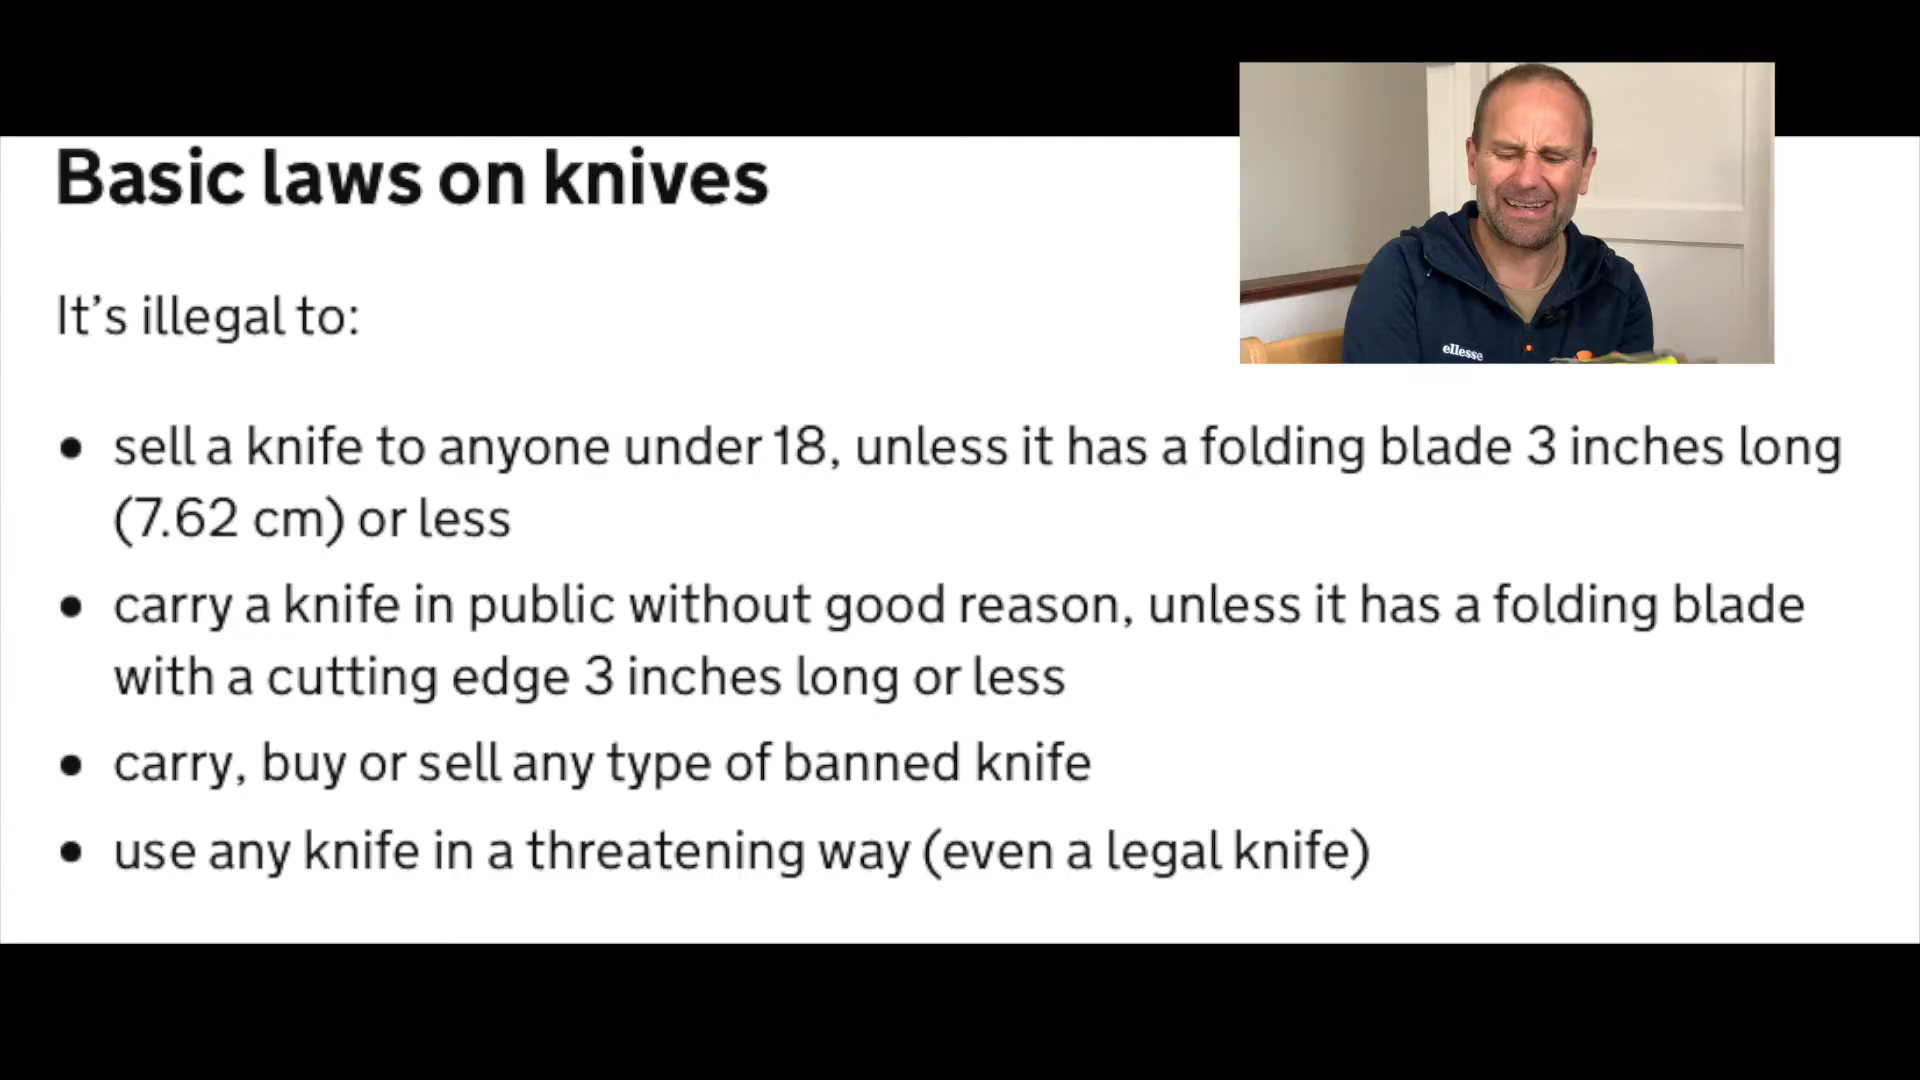 Basic laws on knives
It's illegal to:
ellesse
• sell a knife to anyone under 18, unless it has a folding blade 3 inches long
(7.62 cm) or less
• carry a knife in public without good reason, unless it has a folding blade
with a cutting edge 3 inches long or less
• carry, buy or sell any type of banned knife
• use any knife in a threatening way (even a legal knife)